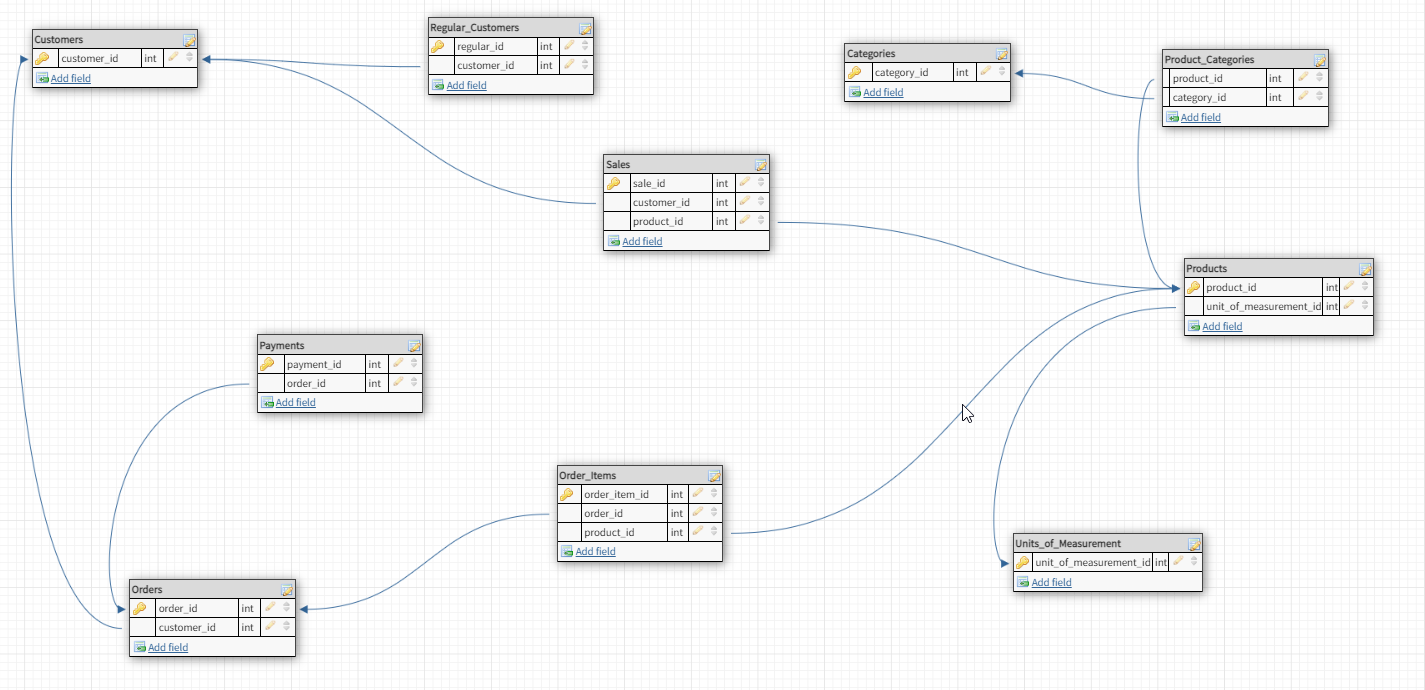 Customers
customer_id int
Add field
Regular_Customers
regular_id int
customer_id int
Add field
Categories
category_id int
Add field
Product_Categories
product_id int
category_id int
Add field
Sales
sale_id int
customer_id int
product_id int
Add field
Products
product_id int
unit_of_measurement_id int
Add field
Payments
payment_id int
order_id int
Add field
Order_Items
order_item_id int
order_id int
product_id int
Add field
Units_of_Measurement
unit_of_measurement_id int
Add field
Orders
order_id int
customer_id int
Add field